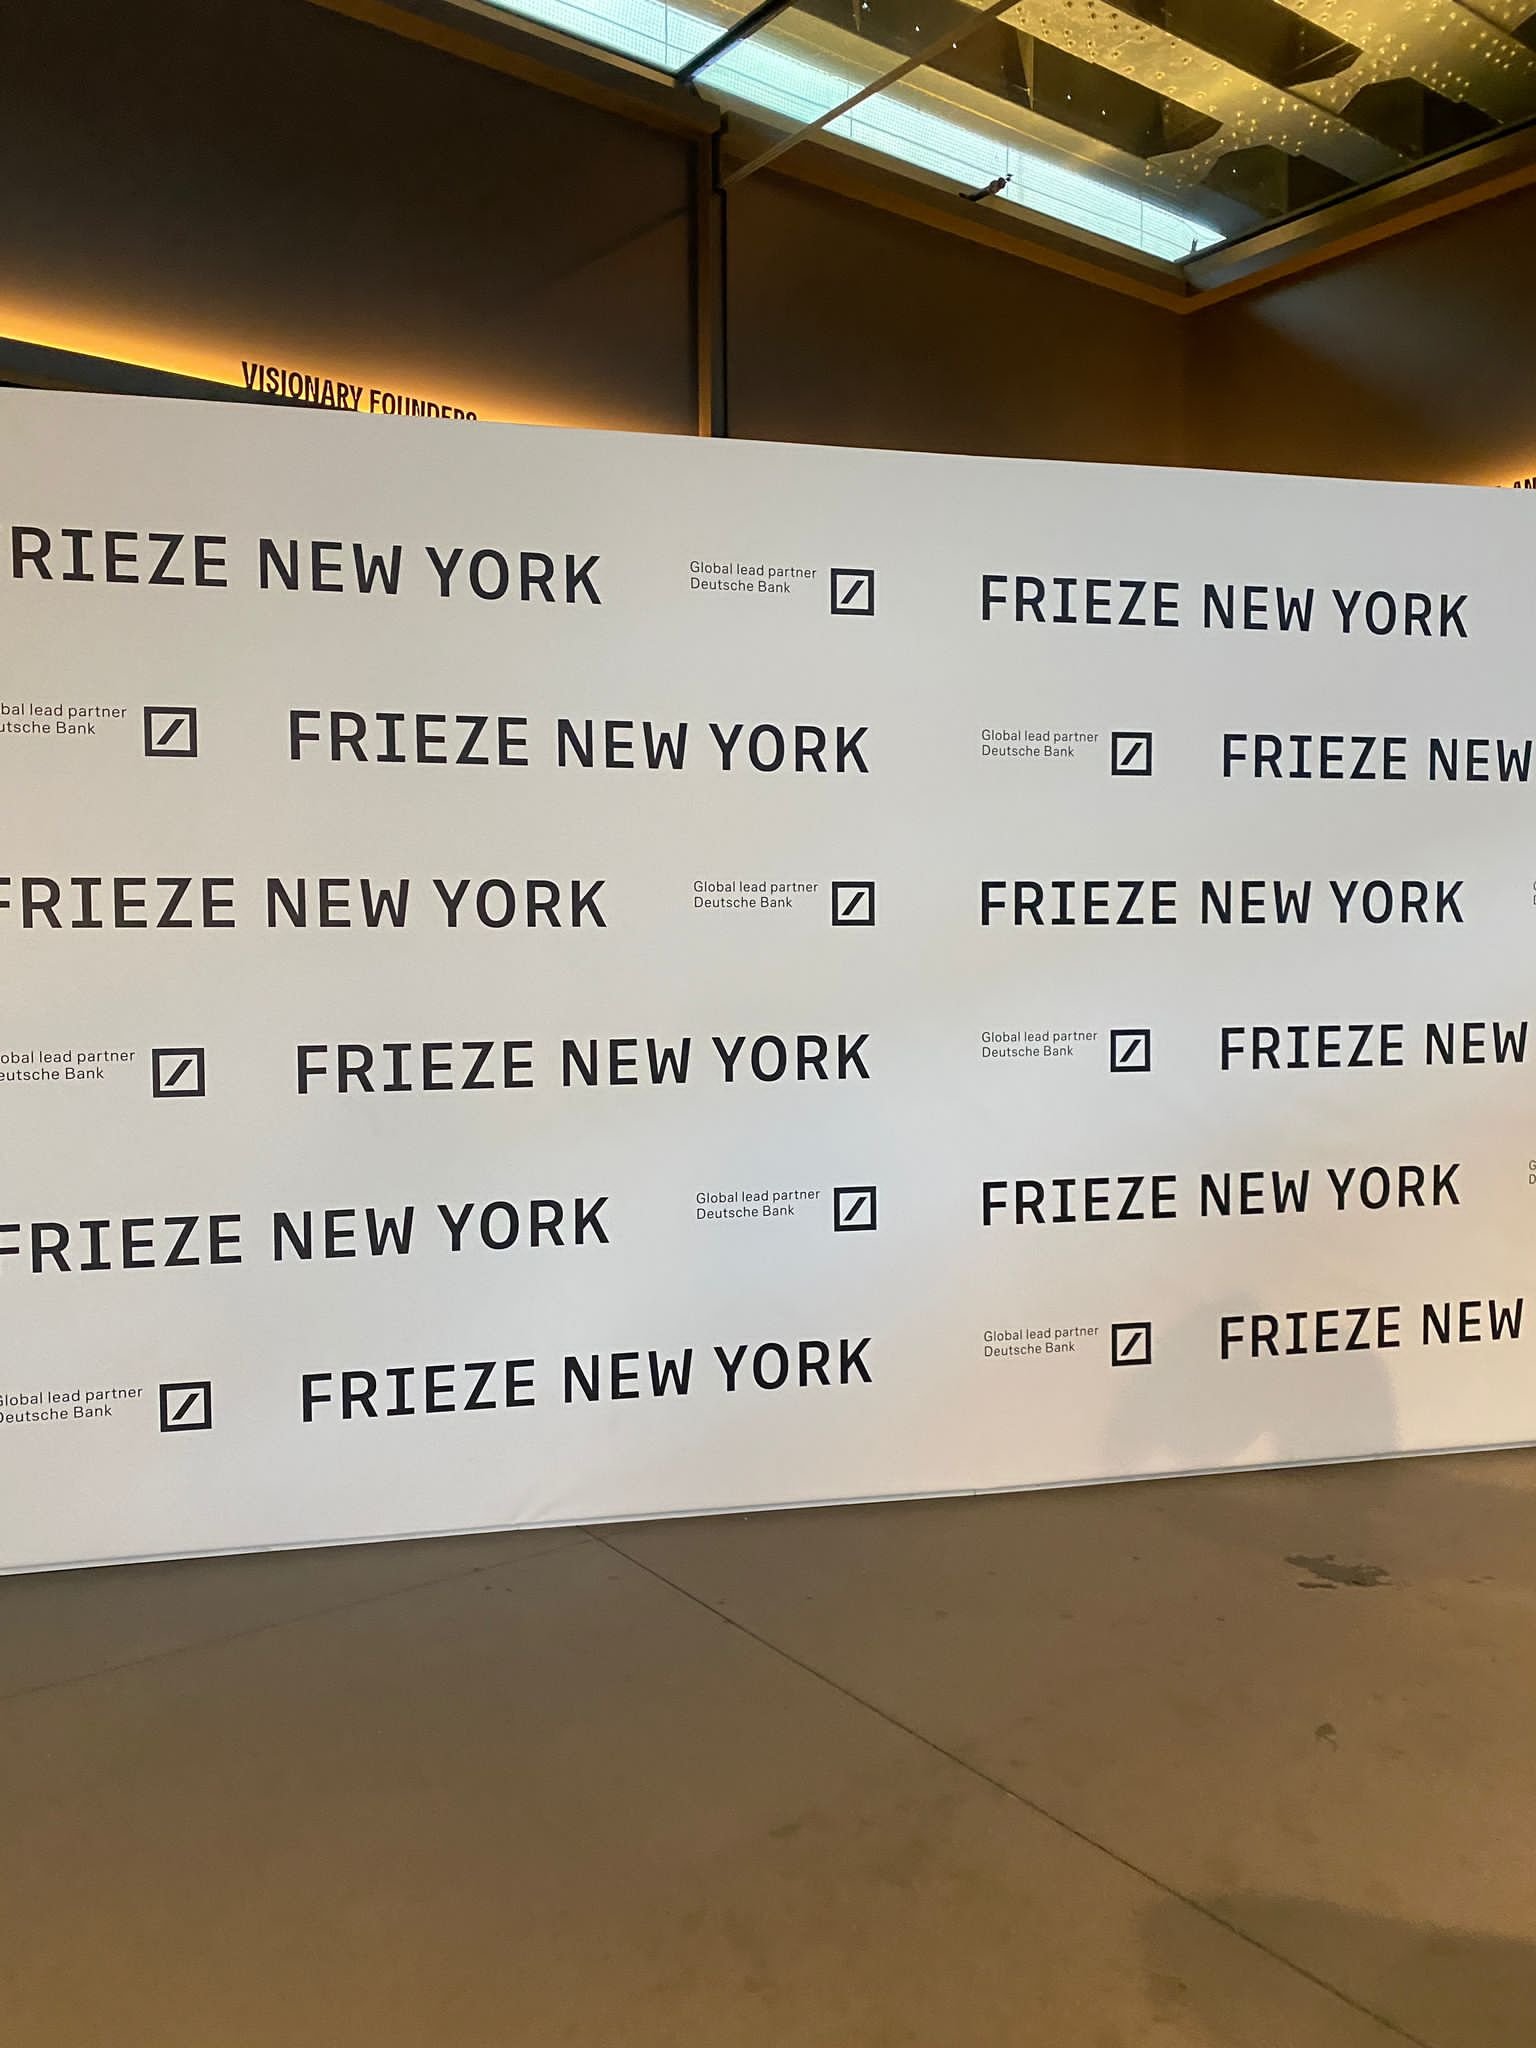 VISIONARY FOUNDERS
AN
RIEZE NEW YORK
Global lead partner
Deutsche Bank
FRIEZE NEW YORK
bal lead partner
utsche Bank
FRIEZE NEW YORK
Global lead partner
Deutsche Bank
FRIEZE NEW
FRIEZE NEW YORK
Global lead partner
Deutsche Bank
FRIEZE NEW YORK
obal lead partner
eutsche Bank
FRIEZE NEW YORK
Global lead partner
Deutsche Bank
FRIEZE NEW
FRIEZE NEW YORK
Global lead partner
Deutsche Bank
FRIEZE NEW YORK
G
D
Global lead partner
Deutsche Bank
FRIEZE NEW YORK
Global lead partner
Deutsche Bank
FRIEZE NEW